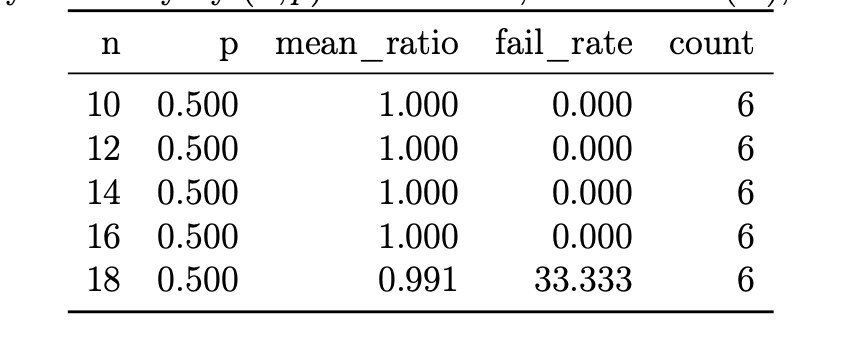 n p mean_ratio fail_rate count
10 0.500 1.000 0.000 6
12 0.500 1.000 0.000 6
14 0.500 1.000 0.000 6
16 0.500 1.000 0.000 6
18 0.500 0.991 33.333 6